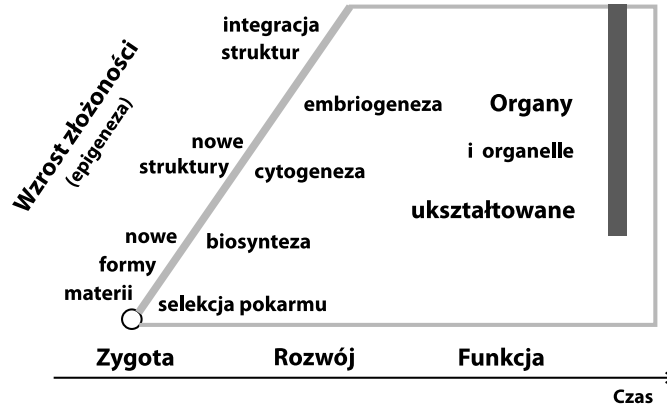 integracja
struktur
Wzrost złożoności
(epigeneza)
embriogeneza
Organy
nowe
struktury
cytogeneza
i organelle
ukształtowane
nowe
formy
materii
biosynteza
selekcja pokarmu
Zygota
Rozwój
Funkcja
Czas